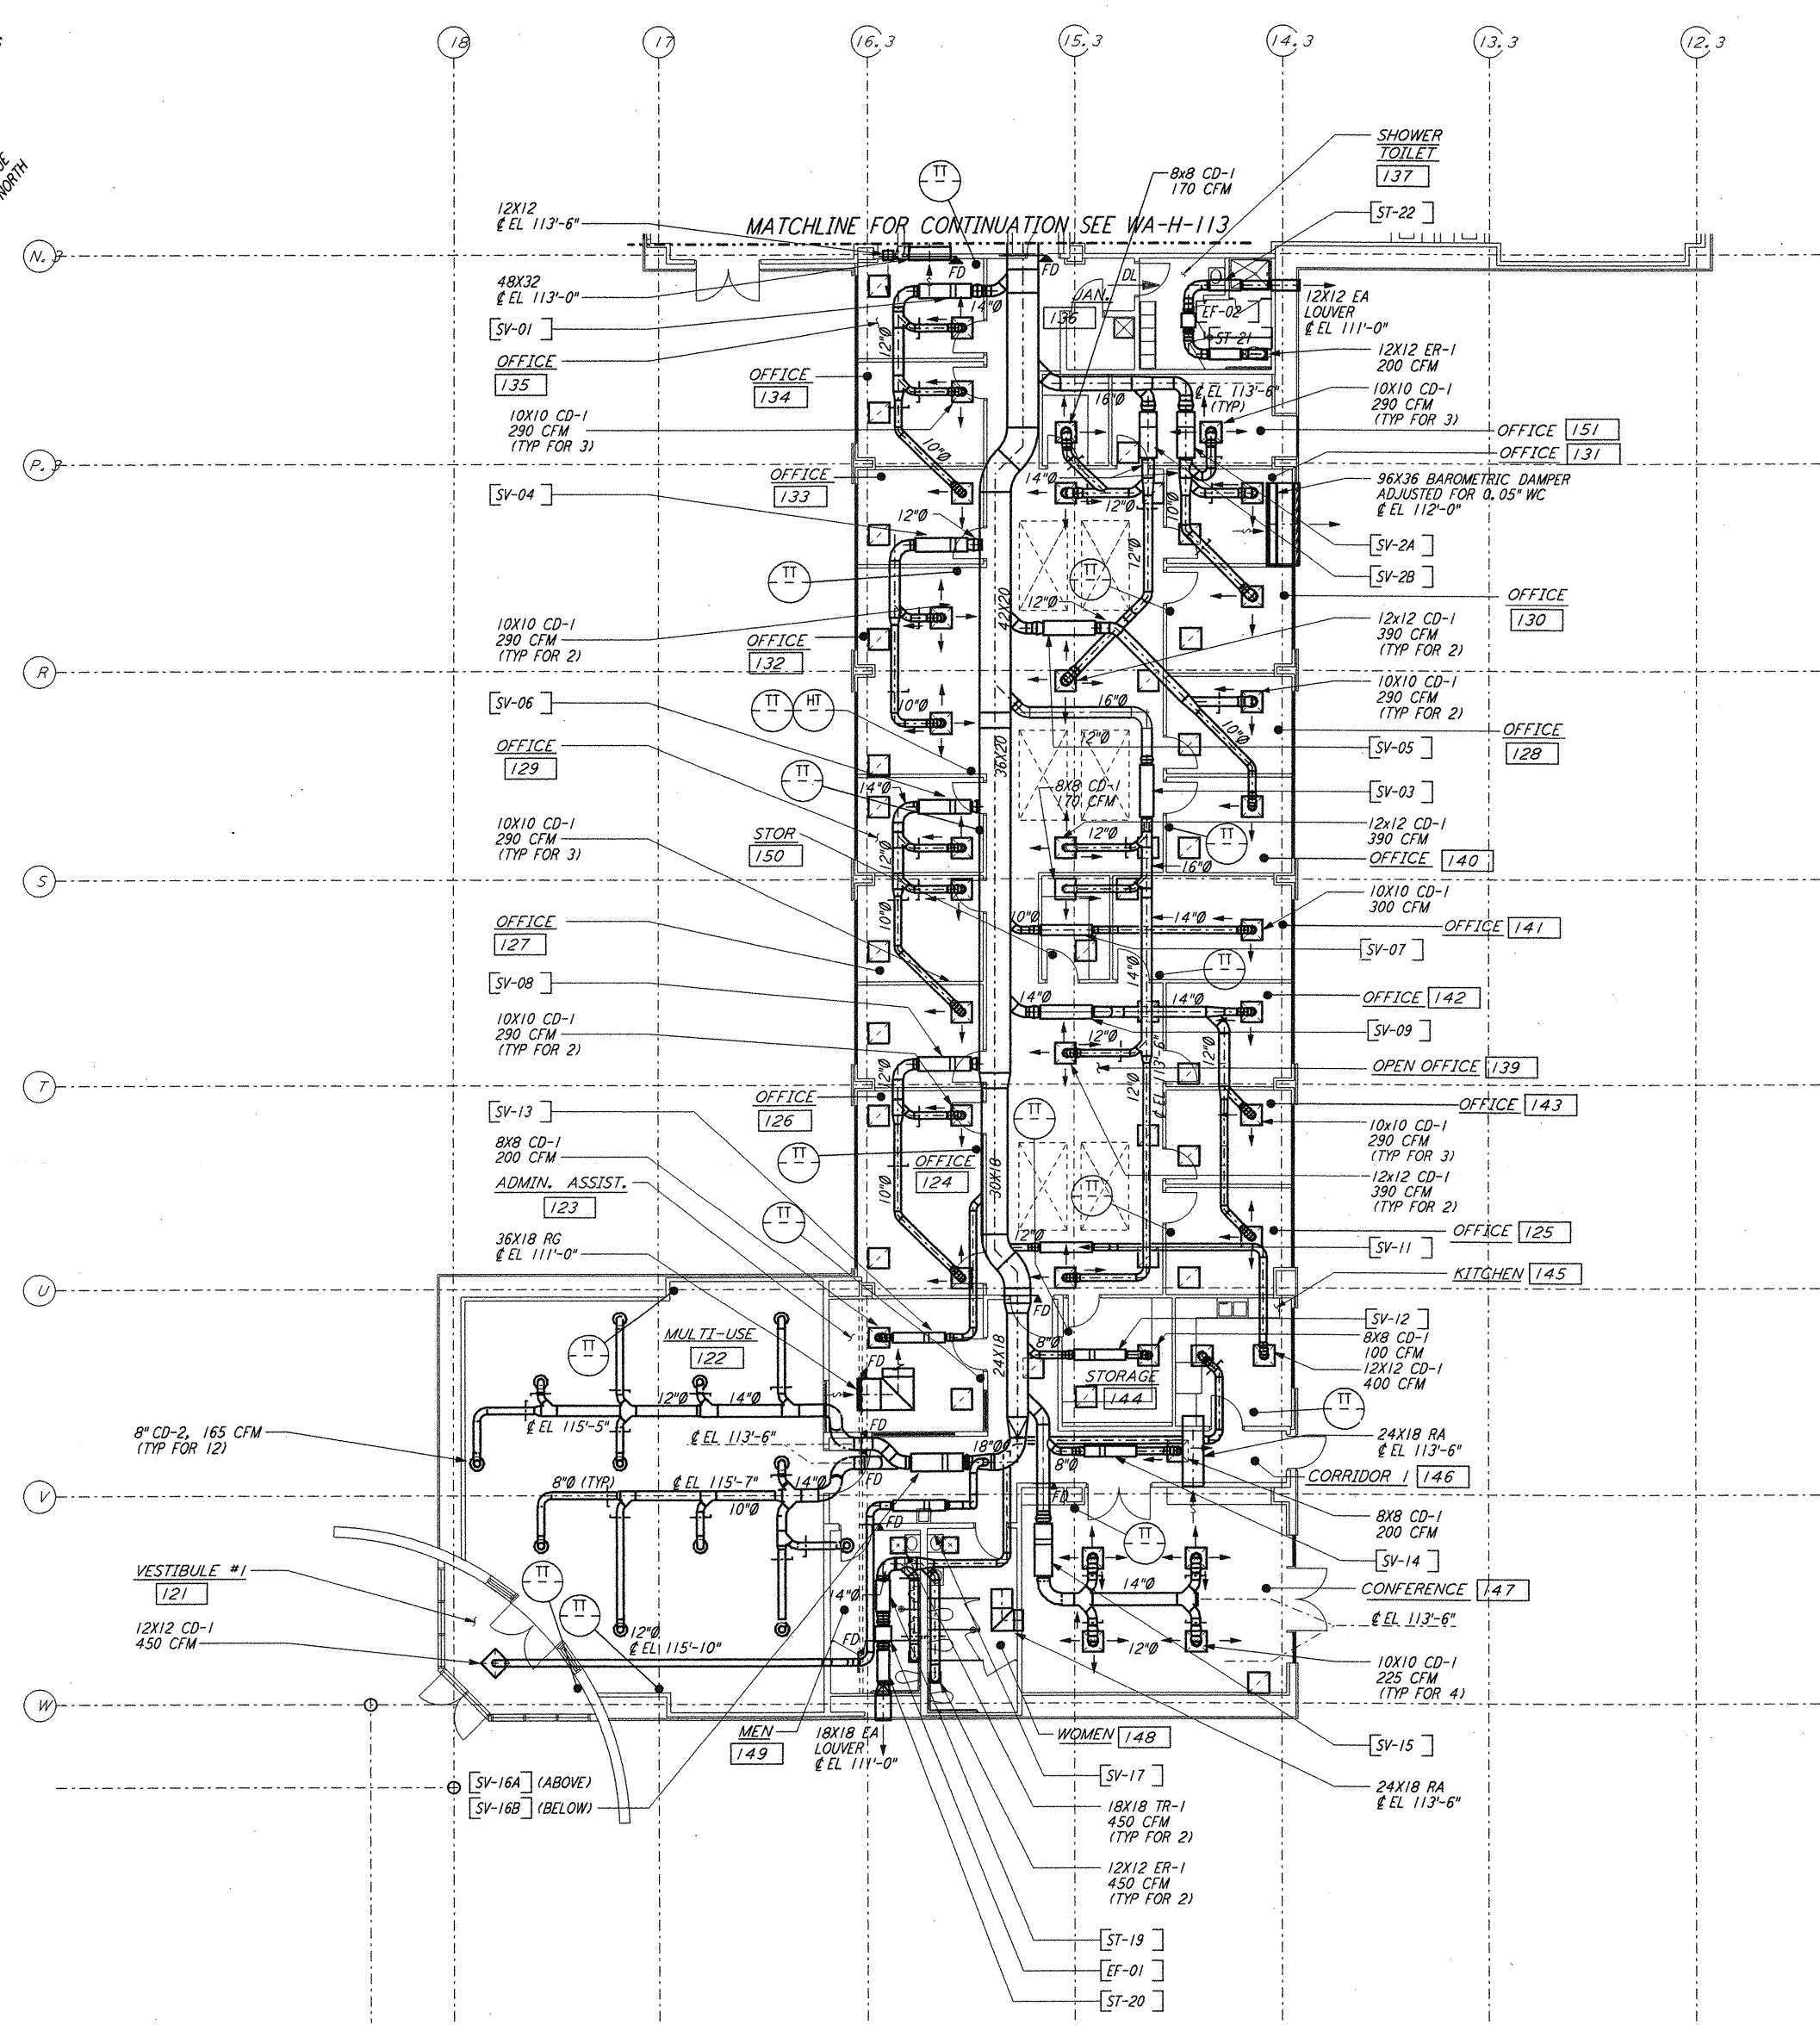 18
17
16.3
15.3
14.3
13.3
12.3
NORTH
SHOWER
TOILET
137
8x8 CD-1
170 CFM
TT
12X12
℄ EL 113'-6"
MATCHLINE FOR CONTINUATION SEE WA-H-113
[ST-22]
N.3
FD
FD
DL
48X32
℄ EL 113'-0"
14"Ø
JAN.
136
EF-02
12X12 EA
LOUVER
℄ EL 111'-0"
[SV-01]
12"Ø
ST-21
12X12 ER-1
200 CFM
OFFICE
135
OFFICE
134
16"Ø
℄ EL 113'-6"
(TYP)
10X10 CD-1
290 CFM
(TYP FOR 3)
10X10 CD-1
290 CFM
(TYP FOR 3)
10"Ø
OFFICE 151
OFFICE 131
P.3
OFFICE
133
[SV-04]
14"Ø
12"Ø
10"Ø
96X36 BAROMETRIC DAMPER
ADJUSTED FOR 0.05" WC
℄ EL 112'-0"
12"Ø
[SV-2A]
[SV-2B]
TT
TT
12"Ø
42X20
12"Ø
OFFICE
130
10X10 CD-1
290 CFM
(TYP FOR 2)
OFFICE
132
12x12 CD-1
390 CFM
(TYP FOR 2)
R
10X10 CD-1
290 CFM
(TYP FOR 2)
[SV-06]
TT
HT
10"Ø
16"Ø
12"Ø
10"Ø
36X20
[SV-05]
OFFICE
128
OFFICE
129
TT
14"Ø
8X8 CD-1
170 CFM
[SV-03]
10X10 CD-1
290 CFM
(TYP FOR 3)
STOR
150
12"Ø
12"Ø
TT
12x12 CD-1
390 CFM
16"Ø
OFFICE 140
S
10"Ø
10X10 CD-1
300 CFM
10"Ø
14"Ø
OFFICE
127
OFFICE 141
[SV-07]
[SV-08]
14"Ø
TT
10X10 CD-1
290 CFM
(TYP FOR 2)
14"Ø
14"Ø
OFFICE 142
[SV-09]
12"Ø
12"Ø
12"Ø
℄ EL 113'-6"
12"Ø
OPEN OFFICE 139
T
OFFICE
126
[SV-13]
TT
OFFICE 143
8X8 CD-1
200 CFM
10x10 CD-1
290 CFM
(TYP FOR 3)
TT
OFFICE
124
30X18
ADMIN. ASSIST.
123
10"Ø
TT
12x12 CD-1
390 CFM
(TYP FOR 2)
TT
36X18 RG
℄ EL 111'-0"
12"Ø
OFFICE 125
[SV-11]
KITCHEN 145
U
FD
[SV-12]
MULTI-USE
122
TT
24X18
8"Ø
8X8 CD-1
100 CFM
12X12 CD-1
400 CFM
FD
STORAGE
144
12"Ø
14"Ø
℄ EL 115'-5"
TT
8" CD-2, 165 CFM
(TYP FOR 12)
℄ EL 113'-6"
FD
18"Ø
8"Ø
24X18 RA
℄ EL 113'-6"
CORRIDOR 1 146
8"Ø (TYP)
℄ EL 115'-7"
14"Ø
10"Ø
FD
FD
V
FD
8X8 CD-1
200 CFM
TT
[SV-14]
VESTIBULE #1
121
TT
TT
14"Ø
14"Ø
CONFERENCE 147
℄ EL 113'-6"
12X12 CD-1
450 CFM
12"Ø
℄ EL 115'-10"
FD
12"Ø
10X10 CD-1
225 CFM
(TYP FOR 4)
W
MEN
149
18X18 EA
LOUVER
℄ EL 111'-0"
WOMEN 148
[SV-15]
[SV-16A] (ABOVE)
[SV-16B] (BELOW)
[SV-17]
24X18 RA
℄ EL 113'-6"
18X18 TR-1
450 CFM
(TYP FOR 2)
12X12 ER-1
450 CFM
(TYP FOR 2)
[ST-19]
[EF-01]
[ST-20]